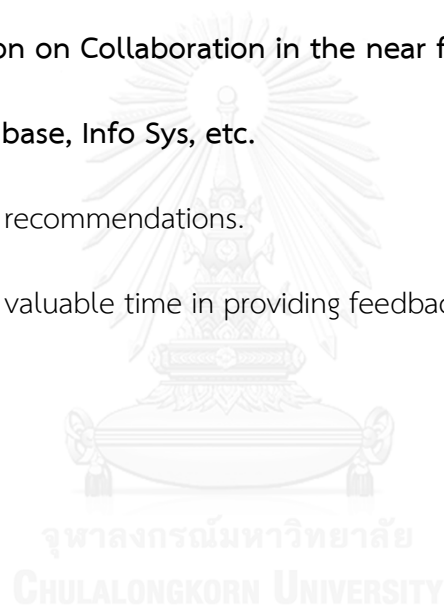 on on Collaboration in the near f
base, Info Sys, etc.
recommendations.
valuable time in providing feedbac
จุฬาลงกรณ์มหาวิทยาลัย
CHULALONGKORN UNIVERSITY